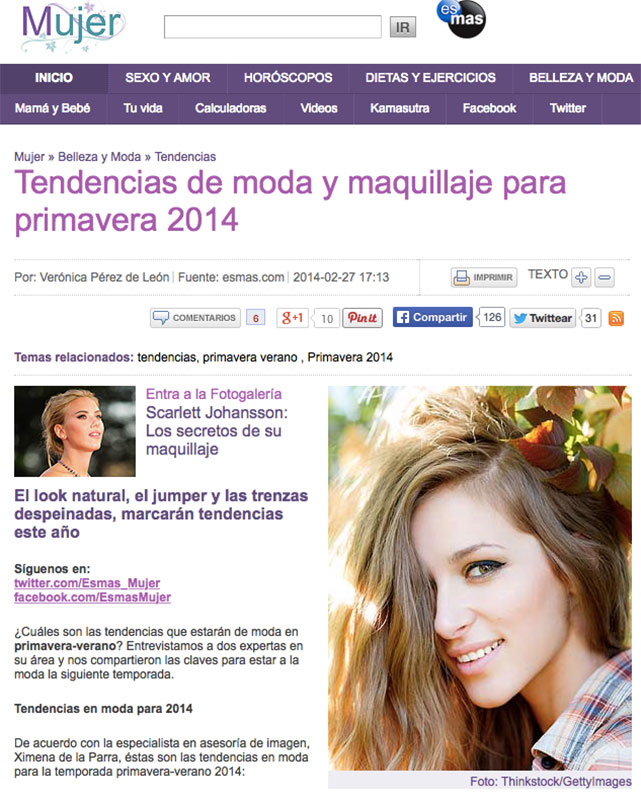 Mujer
IR
es
mas
INICIO
SEXO Y AMOR
HORÓSCOPOS
DIETAS Y EJERCICIOS
BELLEZA Y MODA
Mamá y Bebé
Tu vida
Calculadoras
Videos
Kamasutra
Facebook
Twitter
Mujer » Belleza y Moda » Tendencias
Tendencias de moda y maquillaje para
primavera 2014
Por: Verónica Pérez de León | Fuente: esmas.com | 2014-02-27 17:13
IMPRIMIR
TEXTO + −
COMENTARIOS 6
g+1 10
Pin it
f Compartir 126
Twittear 31
Temas relacionados: tendencias, primavera verano , Primavera 2014
Entra a la Fotogalería
Scarlett Johansson:
Los secretos de su
maquillaje
El look natural, el jumper y las trenzas
despeinadas, marcarán tendencias
este año
Síguenos en:
twitter.com/Esmas_Mujer
facebook.com/EsmasMujer
¿Cuáles son las tendencias que estarán de moda en
primavera-verano? Entrevistamos a dos expertas en
su área y nos compartieron las claves para estar a la
moda la siguiente temporada.
Tendencias en moda para 2014
De acuerdo con la especialista en asesoría de imagen,
Ximena de la Parra, éstas son las tendencias en moda
para la temporada primavera-verano 2014:
Foto: Thinkstock/GettyImages